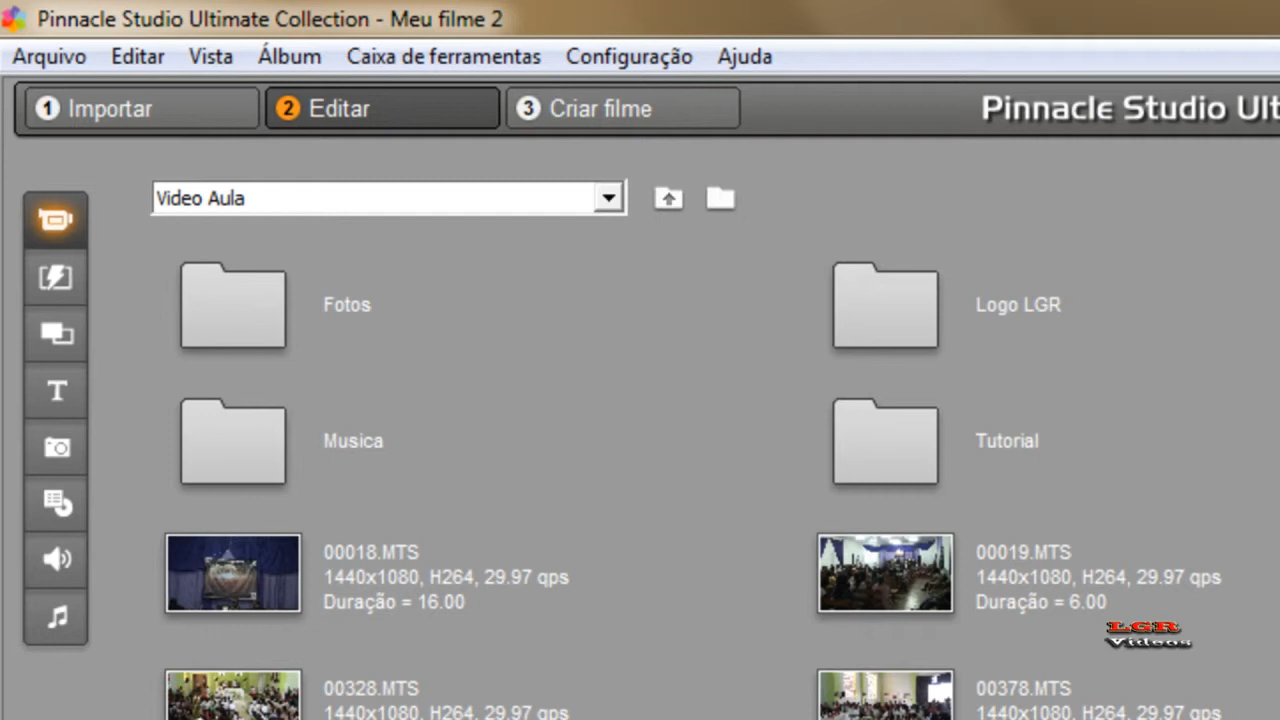 Pinnacle Studio Ultimate Collection - Meu filme 2
Arquivo Editar Vista Álbum Caixa de ferramentas Configuração Ajuda
1 Importar 2 Editar 3 Criar filme Pinnacle Studio Ult
Video Aula
Fotos Logo LGR
T
Musica Tutorial
00018.MTS 00019.MTS
1440x1080, H264, 29.97 qps 1440x1080, H264, 29.97 qps
Duração = 16.00 Duração = 6.00
LGR
Videos
00328.MTS 00378.MTS
1440x1080, H264, 29.97 qps 1440x1080, H264, 29.97 qps